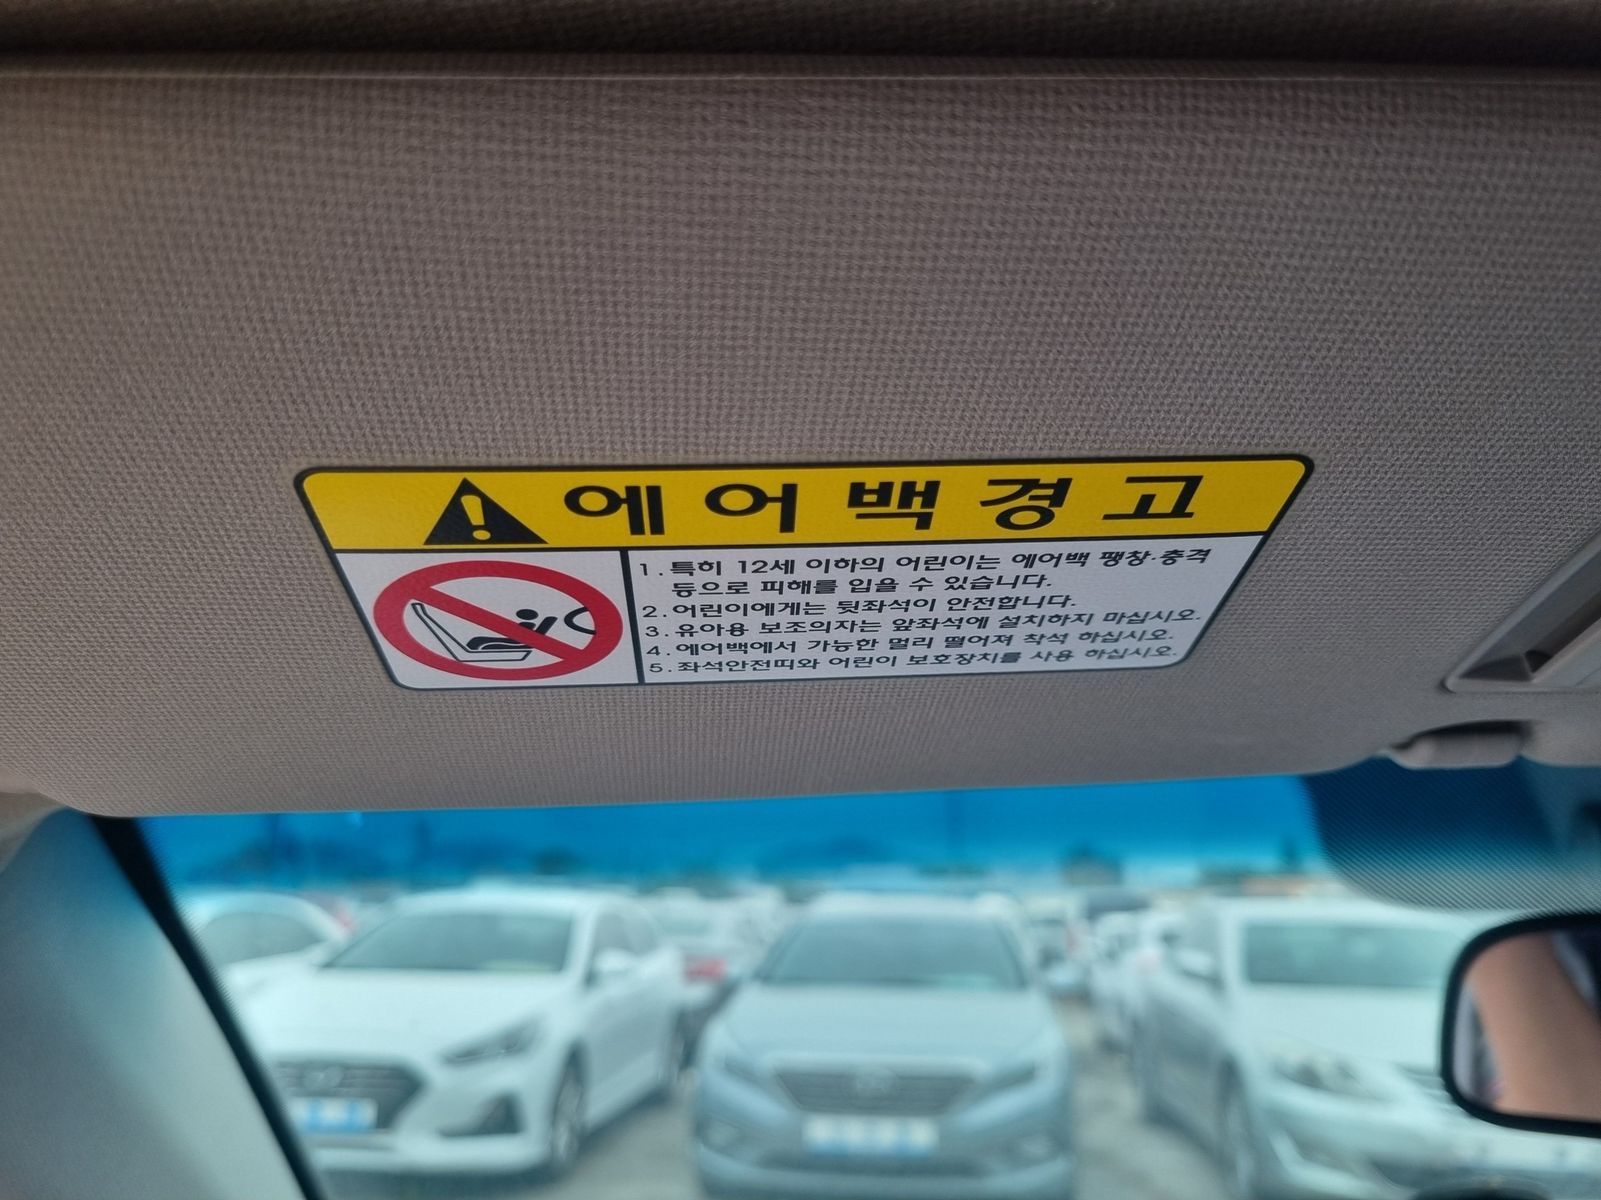 에어백경고
1. 특히 12세 이하의 어린이는 에어백 팽창·충격
등으로 피해를 입을 수 있습니다.
2. 어린이에게는 뒷좌석이 안전합니다.
3. 유아용 보조의자는 앞좌석에 설치하지 마십시오.
4. 에어백에서 가능한 멀리 떨어져 착석 하십시오.
5. 좌석안전띠와 어린이 보호장치를 사용 하십시오.